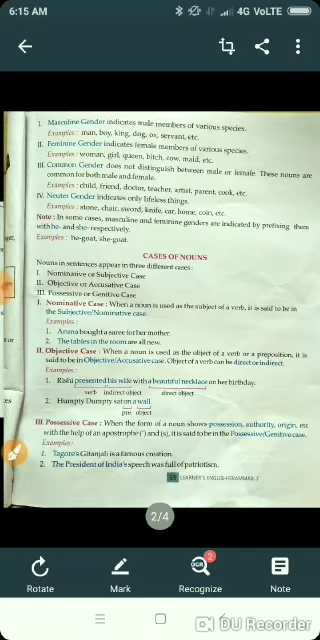 6:15 AM 4G VoLTE
I. Masculine Gender indicates male members of various species.
Examples : man, boy, king, dog, ox, servant, etc.
II. Feminine Gender indicates female members of various species.
Examples : woman, girl, queen, bitch, cow, maid, etc.
III. Common Gender does not distinguish between male or female. These nouns are
common for both male and female.
Examples : child, friend, doctor, teacher, artist, parent, cook, etc.
IV. Neuter Gender indicates only lifeless things.
Examples : stone, chair, sword, knife, car, home, coin, etc.
Note : In some cases, masculine and feminine genders are indicated by prefixing them
with he- and she- respectively.
Examples : he-goat, she-goat.
CASES OF NOUNS
Nouns in sentences appear in three different cases :
I. Nominative or Subjective Case
II. Objective or Accusative Case
III. Possessive or Genitive Case
I. Nominative Case : When a noun is used as the subject of a verb, it is said to be in
the Subjective/Nominative case.
Examples :
1. Aruna bought a saree for her mother.
2. The tables in the room are all new.
II. Objective Case : When a noun is used as the object of a verb or a preposition, it is
said to be in Objective/Accusative case. Object of a verb can be direct or indirect.
Examples :
1. Rishi presented his wife with a beautiful necklace on her birthday.
verb indirect object direct object
2. Humpty Dumpty sat on a wall.
pre object
III. Possessive Case : When the form of a noun shows possession, authority, origin, etc
with the help of an apostrophe (') and (s), it is said to be in the Possessive/Genitive case.
Examples :
1. Tagore's Gitanjali is a famous creation.
2. The President of India's speech was full of patriotism.
LEARNER'S ENGLISH GRAMMAR-7
2/4
2
OCR
Rotate Mark Recognize Note
DU Recorder